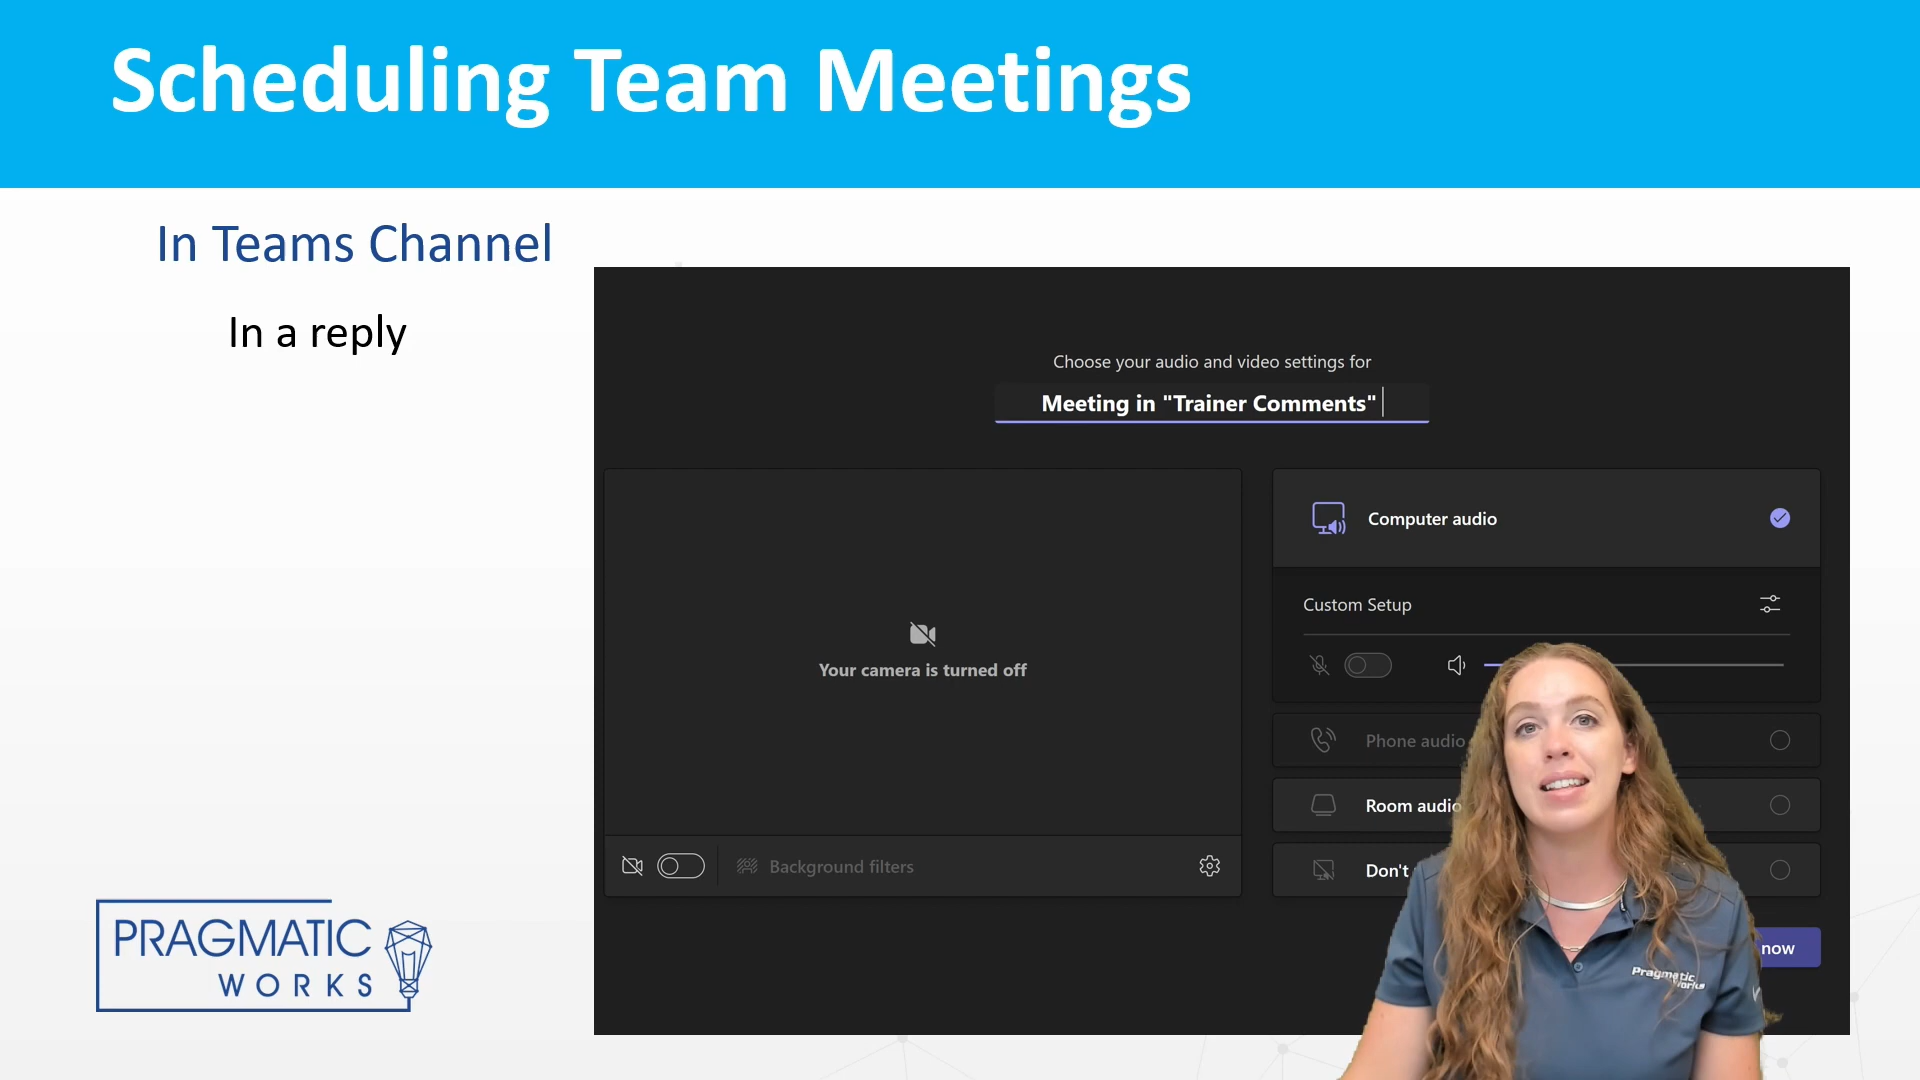 Scheduling Team Meetings
In Teams Channel
In a reply
Choose your audio and video settings for
Meeting in "Trainer Comments"
Your camera is turned off
Background filters
Computer audio
Custom Setup
Phone audio
Room audio
Don't
now
PRAGMATIC
WORKS
Pragmatic
Works